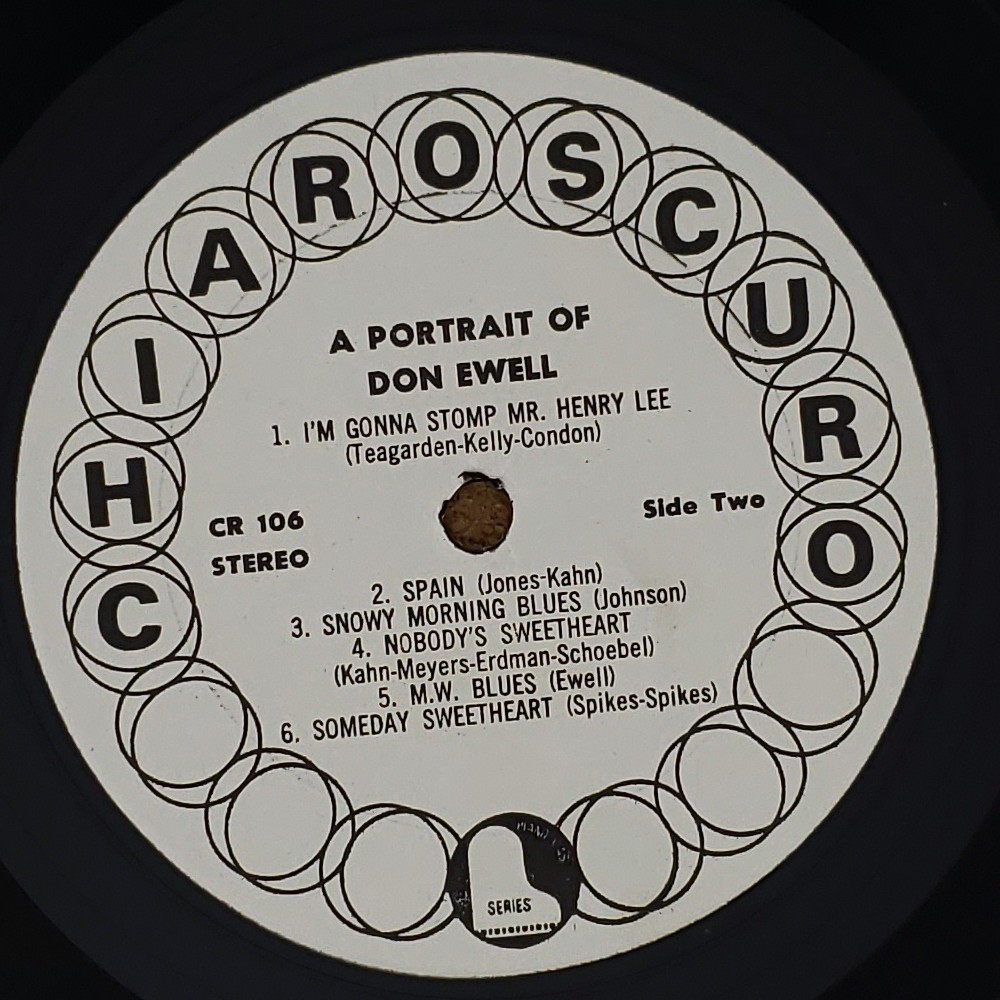 CHIAROSCURO
A PORTRAIT OF
DON EWELL
1. I'M GONNA STOMP MR. HENRY LEE
(Teagarden-Kelly-Condon)
CR 106
STEREO
Side Two
2. SPAIN (Jones-Kahn)
3. SNOWY MORNING BLUES (Johnson)
4. NOBODY'S SWEETHEART
(Kahn-Meyers-Erdman-Schoebel)
5. M.W. BLUES (Ewell)
6. SOMEDAY SWEETHEART (Spikes-Spikes)
SERIES